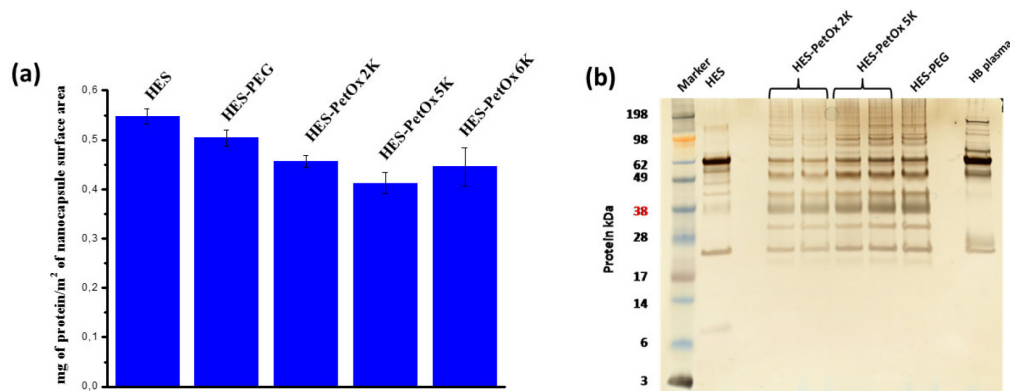 (a)
mg of protein/m² of nanocapsule surface area
0,6
0,5
0,4
0,3
0,2
0,1
0,0
HES
HES-PEG
HES-PetOx 2K
HES-PetOx 5K
HES-PetOx 6K
(b)
Marker
HES
HES-PetOx 2K
HES-PetOx 5K
HES-PEG
HB plasma
Protein kDa
198
98
62
49
38
28
17
14
6
3